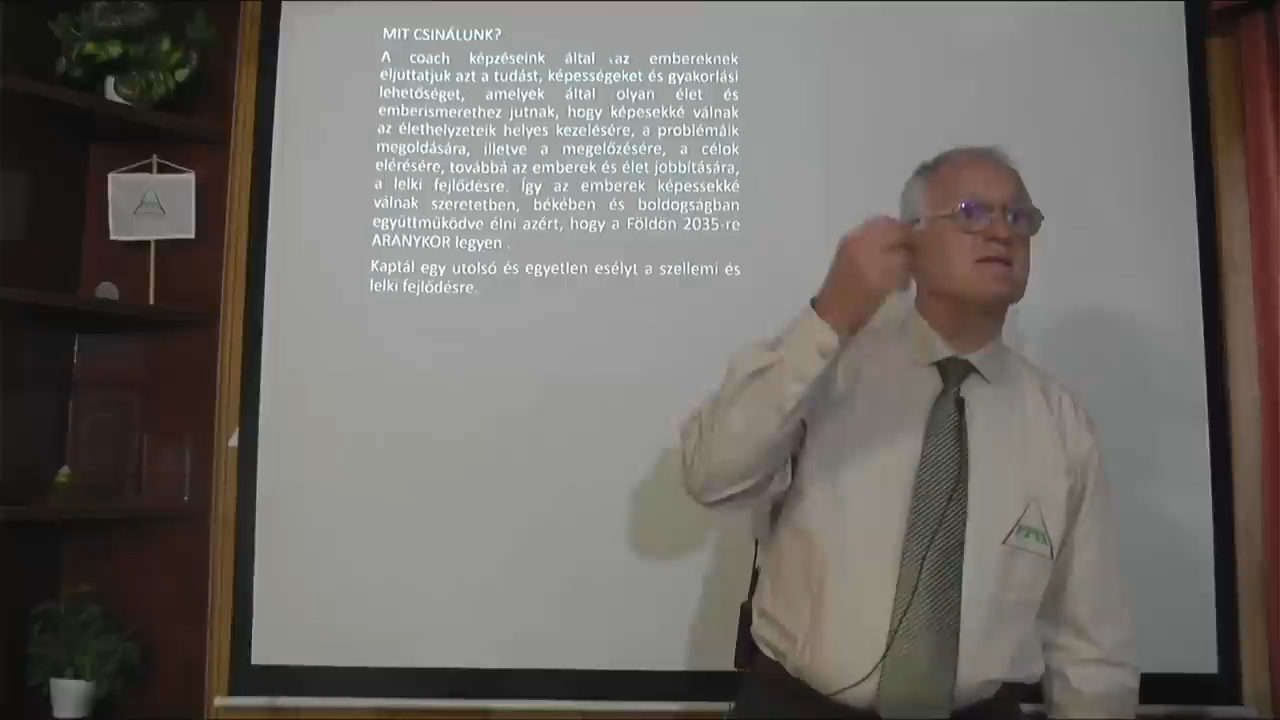 MIT CSINÁLUNK?
A coach képzéseink által az embereknek
eljuttatjuk azt a tudást, képességeket és gyakorlási
lehetőséget, amelyek által olyan élet és
emberismerethez jutnak, hogy képesekké válnak
az élethelyzeteik helyes kezelésére, a problémáik
megoldására, illetve a megelőzésére, a célok
elérésére, továbbá az emberek és élet jobbítására,
a lelki fejlődésre. Így az emberek képessekké
válnak szeretetben, békében és boldogságban
együttműködve élni azért, hogy a Földön 2035-re
ARANYKOR legyen .
Kaptál egy utolsó és egyetlen esélyt a szellemi és
lelki fejlődésre.